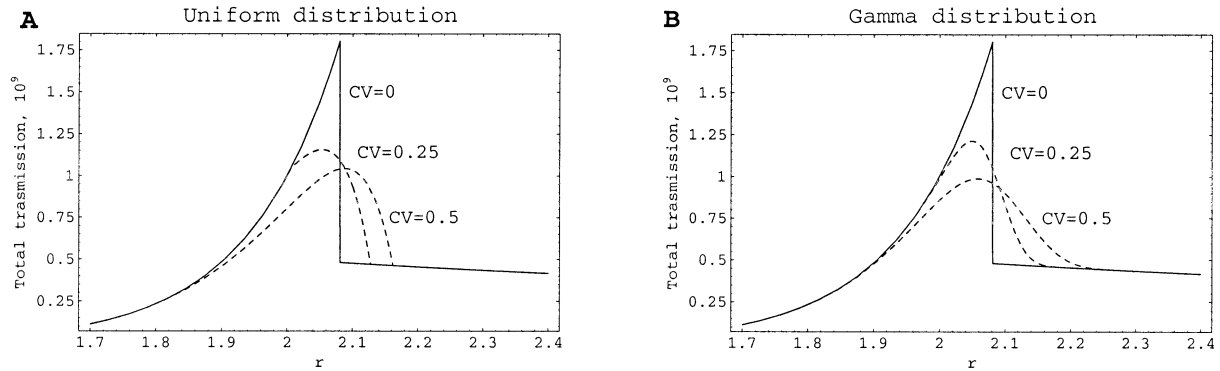 A
Uniform distribution
Total trasmission, 10^9
1.75
1.5
1.25
1
0.75
0.5
0.25
CV=0
CV=0.25
CV=0.5
1.7 1.8 1.9 2 2.1 2.2 2.3 2.4
r
B
Gamma distribution
Total trasmission, 10^9
1.75
1.5
1.25
1
0.75
0.5
0.25
CV=0
CV=0.25
CV=0.5
1.7 1.8 1.9 2 2.1 2.2 2.3 2.4
r